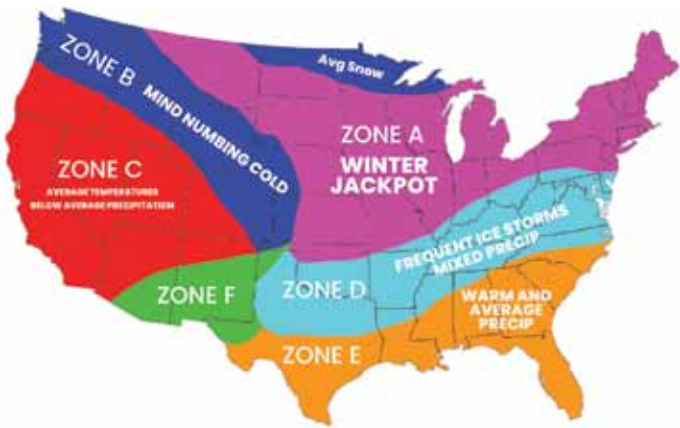 ZONE B
MIND NUMBING COLD
Avg Snow
ZONE A
WINTER
JACKPOT
ZONE C
AVERAGE TEMPERATURES
BELOW AVERAGE PRECIPITATION
FREQUENT ICE STORMS
MIXED PRECIP
ZONE F
ZONE D
WARM AND
AVERAGE
PRECIP
ZONE E